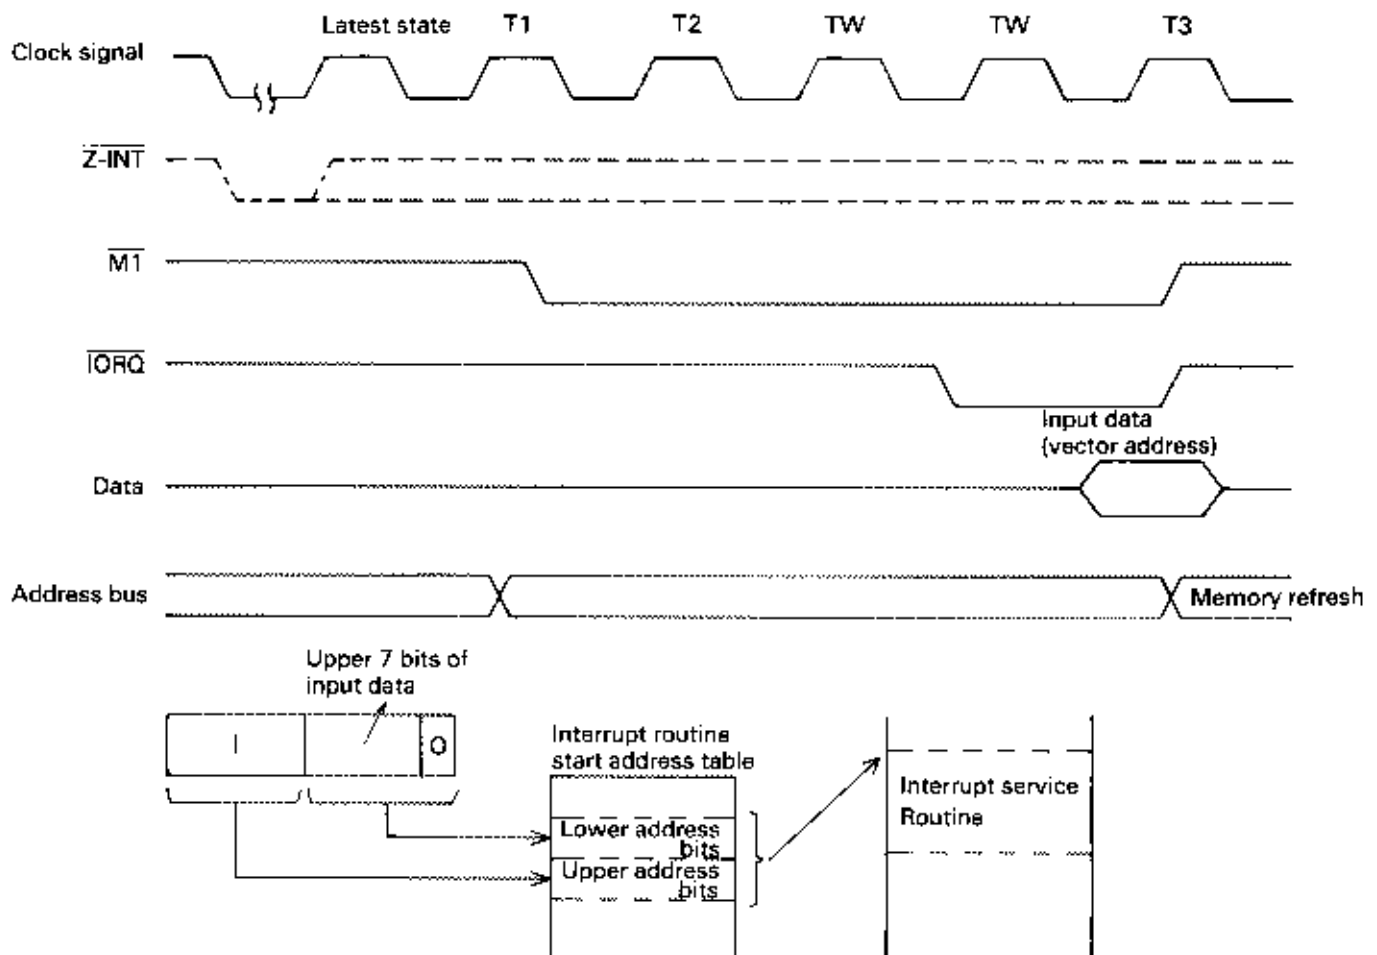 Latest state T1 T2 TW TW T3
Clock signal
Z-INT
M1
IORQ
Input data
(vector address)
Data
Address bus
Memory refresh
Upper 7 bits of
input data
I
0
Interrupt routine
start address table
Lower address
bits
Upper address
bits
Interrupt service
Routine